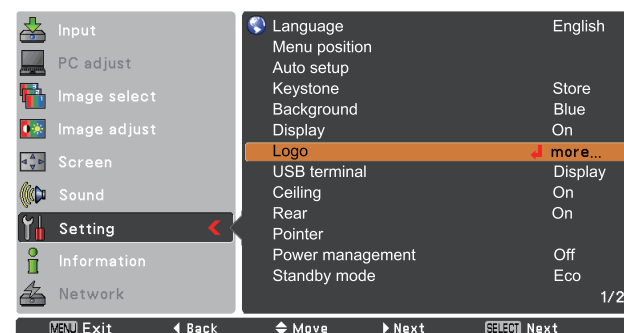 Input
PC adjust
Image select
Image adjust
Screen
Sound
Setting
Information
Network
Language English
Menu position
Auto setup
Keystone Store
Background Blue
Display On
Logo more...
USB terminal Display
Ceiling On
Rear On
Pointer
Power management Off
Standby mode Eco
1/2
MENU Exit Back Move Next SELECT Next